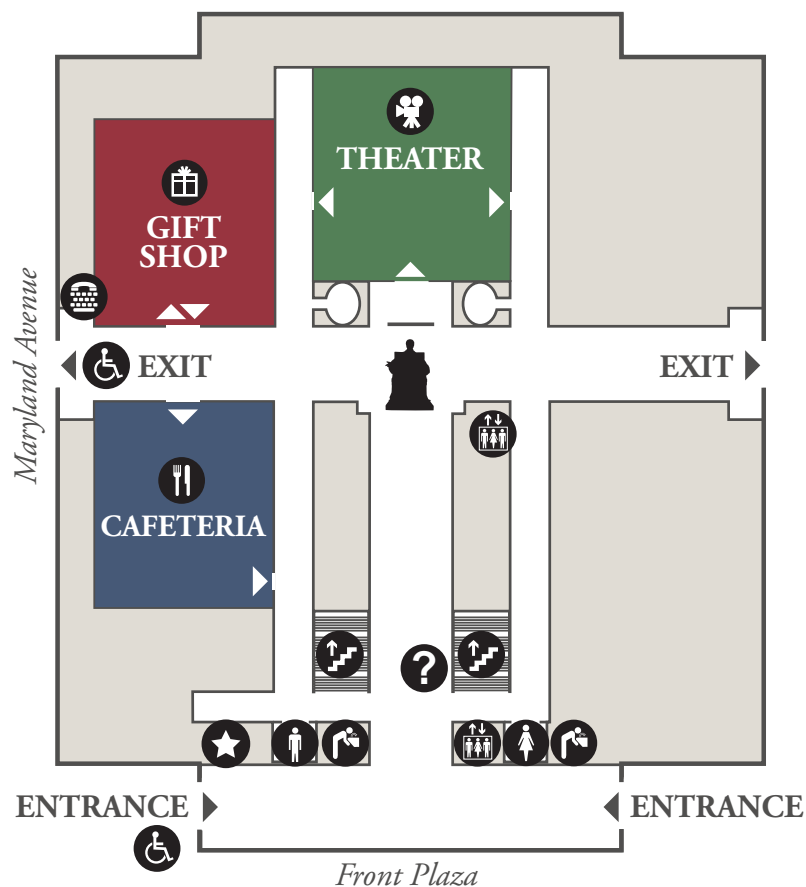 THEATER
GIFT
SHOP
Maryland Avenue
EXIT
EXIT
CAFETERIA
?
ENTRANCE
ENTRANCE
Front Plaza